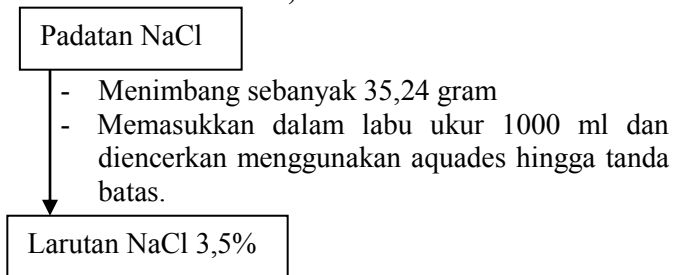 Padatan NaCl
- Menimbang sebanyak 35,24 gram
- Memasukkan dalam labu ukur 1000 ml dan
diencerkan menggunakan aquades hingga tanda
batas.
Larutan NaCl 3,5%